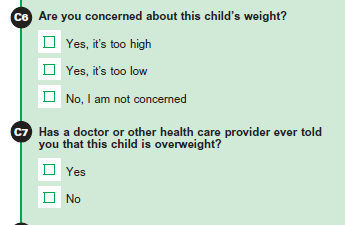 C6 Are you concerned about this child's weight?
Yes, it's too high
Yes, it's too low
No, I am not concerned
C7 Has a doctor or other health care provider ever told
you that this child is overweight?
Yes
No